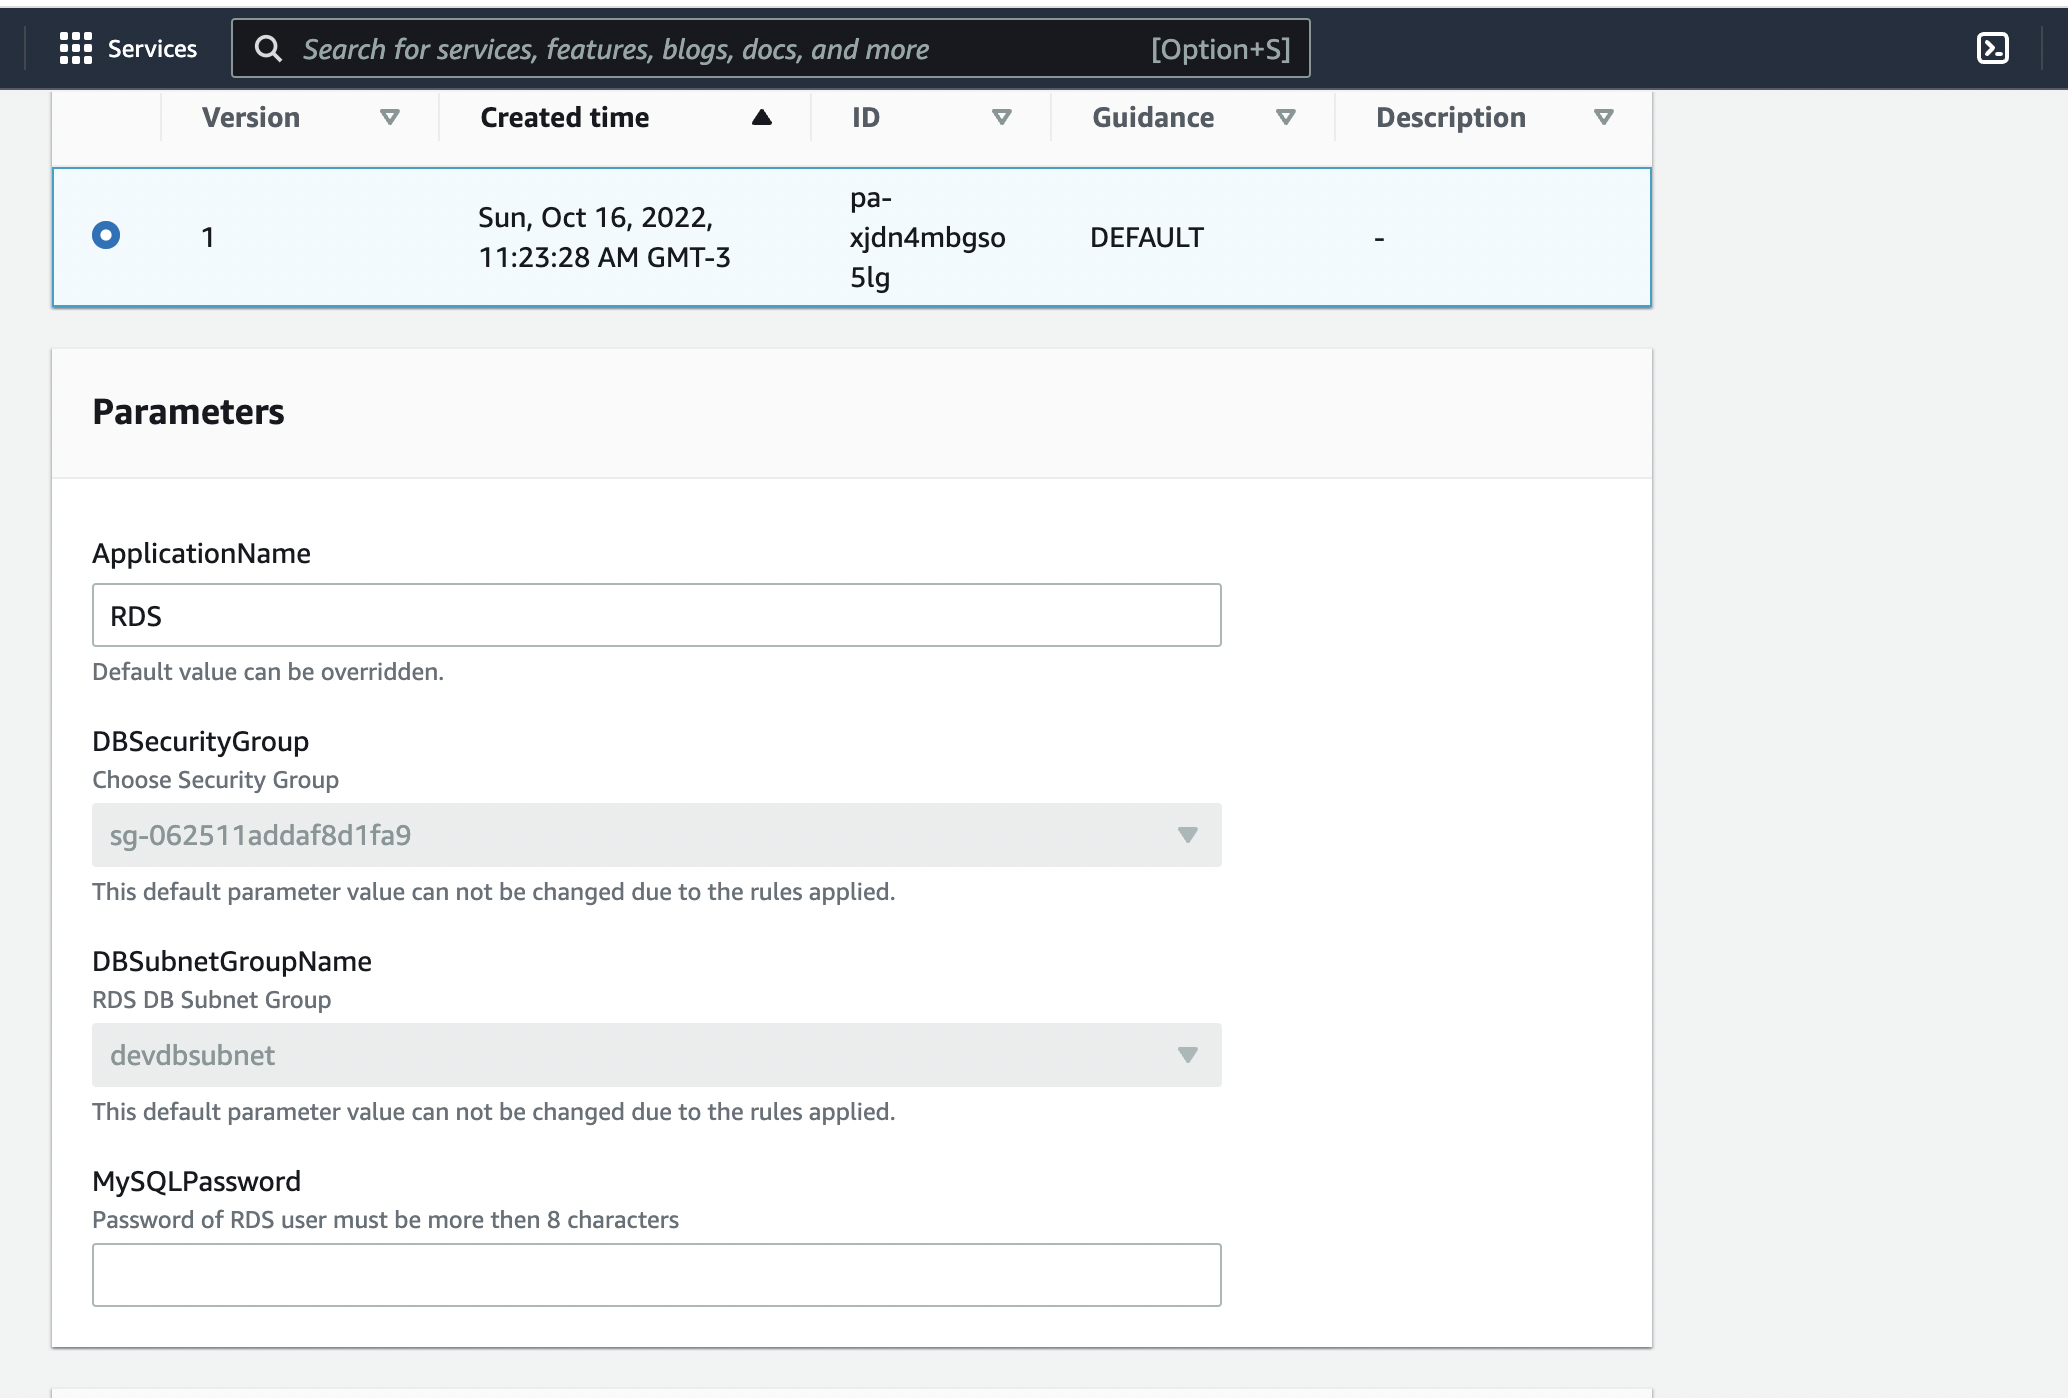 Services
Search for services, features, blogs, docs, and more [Option+S]
Version Created time ID Guidance Description
1 Sun, Oct 16, 2022, 11:23:28 AM GMT-3 pa-xjdn4mbgso5lg DEFAULT -
Parameters
ApplicationName
RDS
Default value can be overridden.
DBSecurityGroup
Choose Security Group
sg-062511addaf8d1fa9
This default parameter value can not be changed due to the rules applied.
DBSubnetGroupName
RDS DB Subnet Group
devdbsubnet
This default parameter value can not be changed due to the rules applied.
MySQLPassword
Password of RDS user must be more then 8 characters